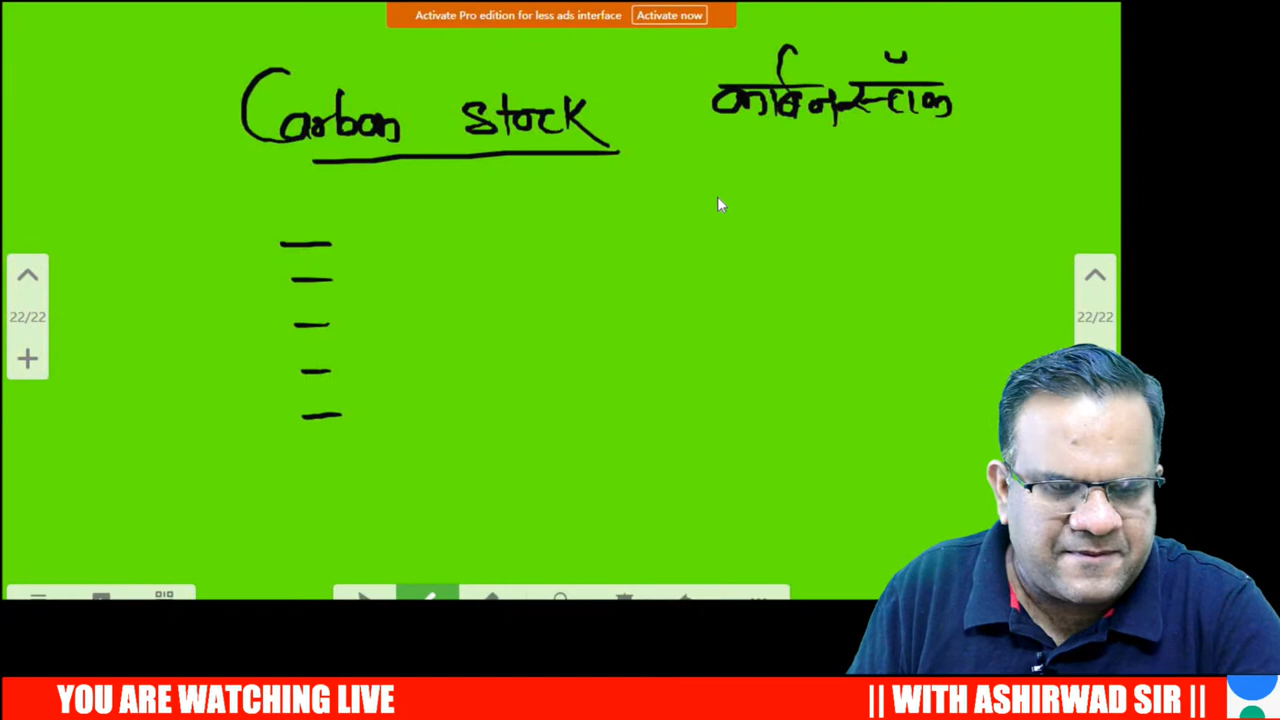 Activate Pro edition for less ads interface Activate now
Carbon stock
कार्बन स्टॉक
22/22
22/22
YOU ARE WATCHING LIVE
|| WITH ASHIRWAD SIR ||